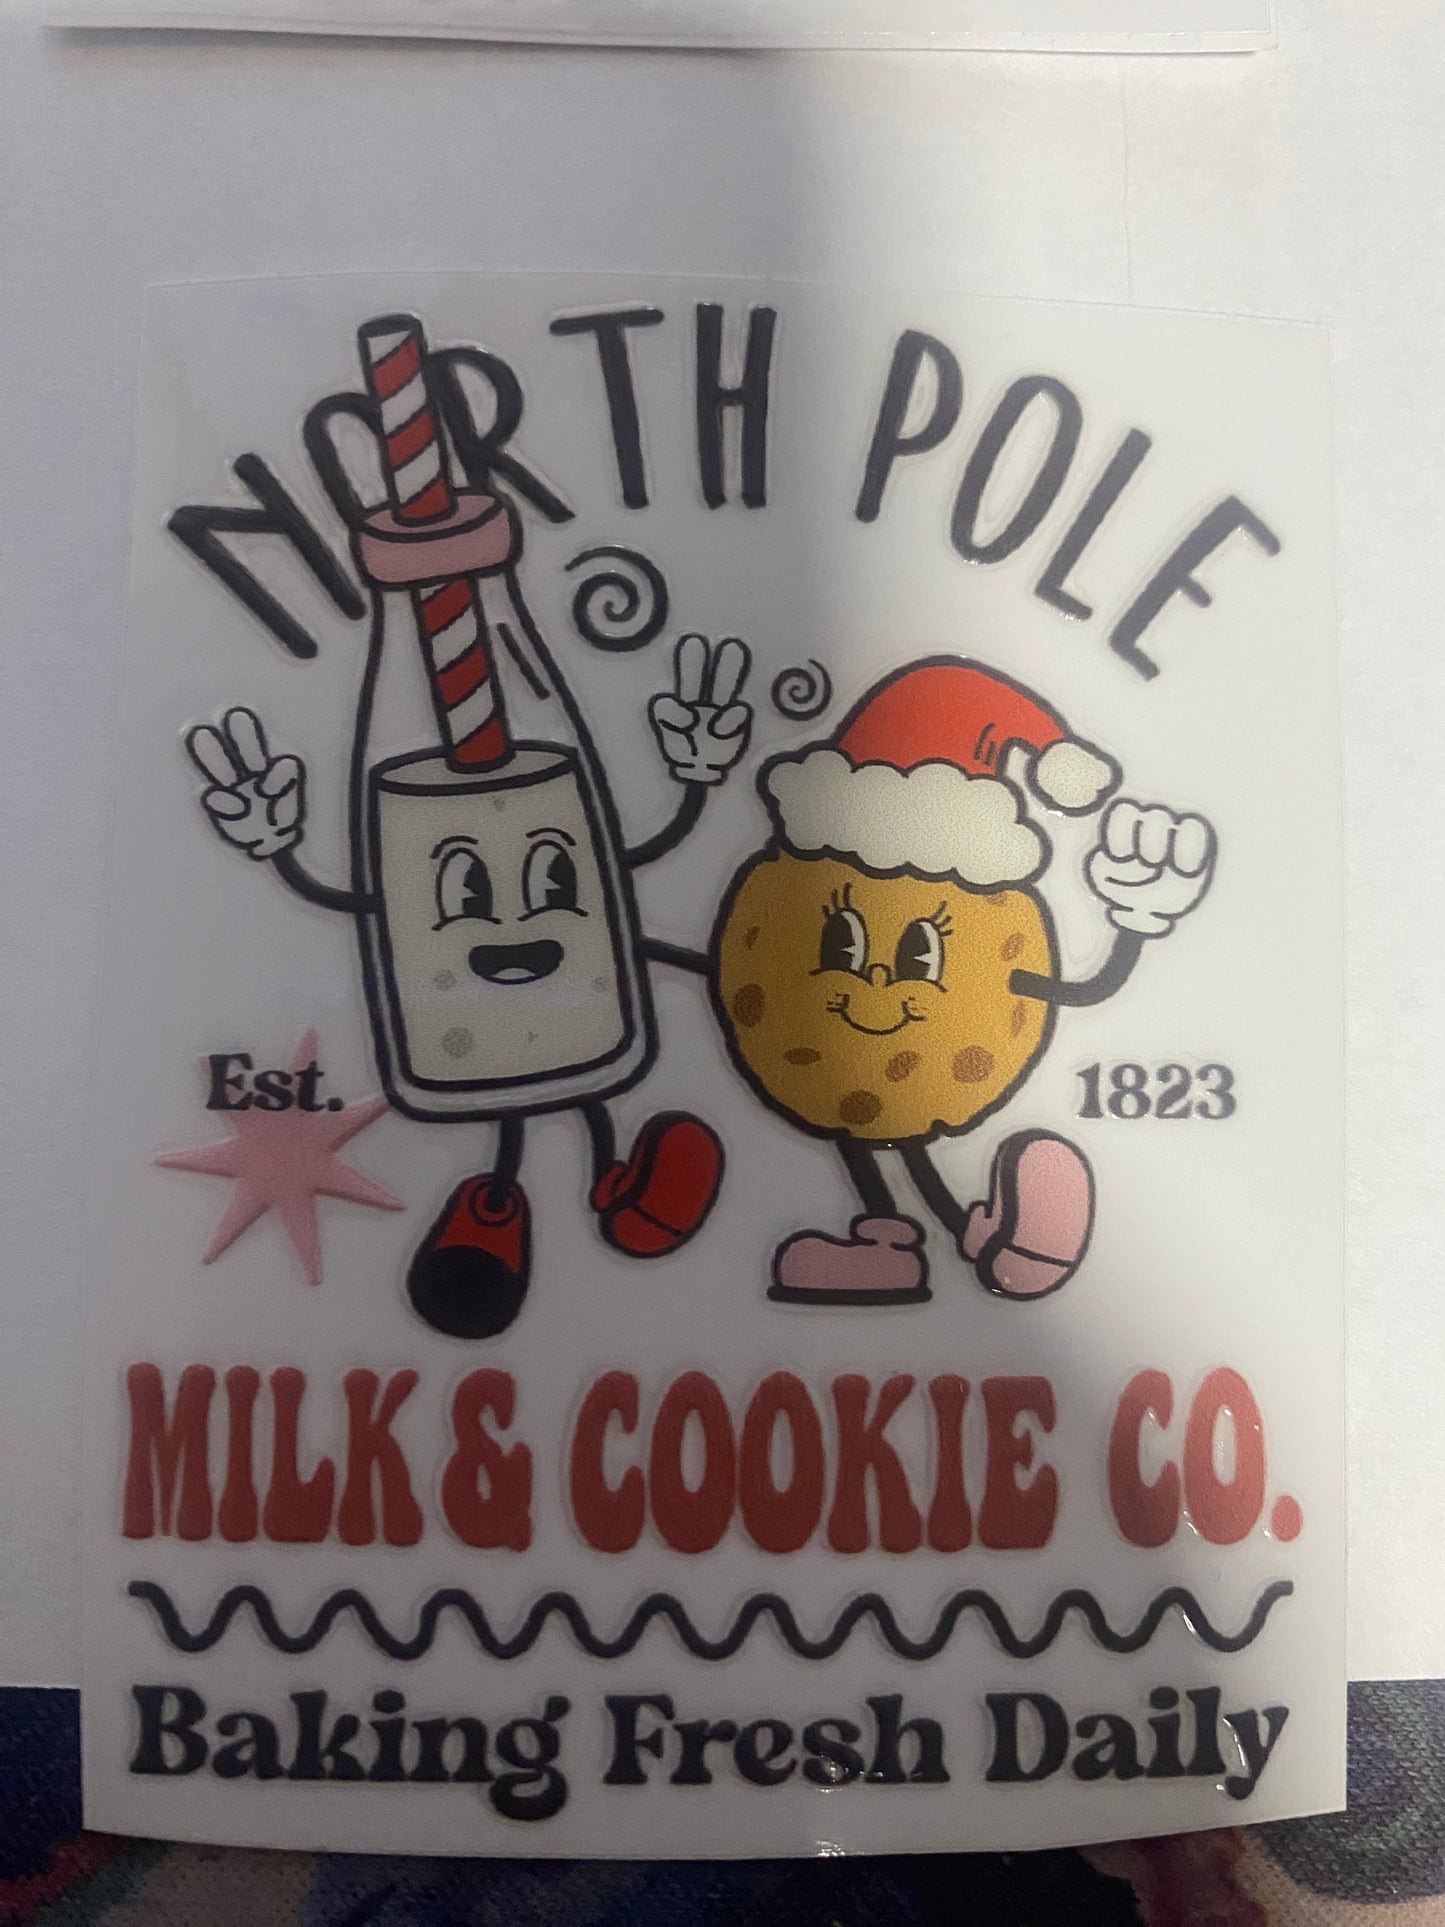 NORTH POLE
Est. 1823
MILK & COOKIE CO.
Baking Fresh Daily